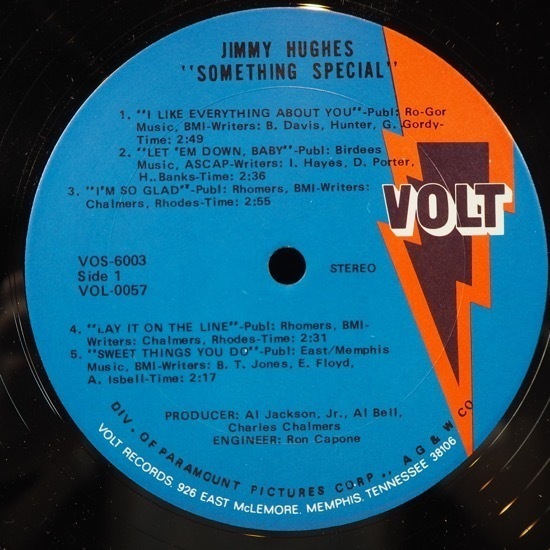 JIMMY HUGHES
"SOMETHING SPECIAL"
1. "I LIKE EVERYTHING ABOUT YOU"-Publ: Ro-Gor
Music, BMI-Writers: B. Davis, Hunter, G. Gordy-
Time: 2:49
2. "LET 'EM DOWN, BABY"-Publ: Birdees
Music, ASCAP-Writers: I. Hayes, D. Porter,
H. Banks-Time: 2:36
3. "I'M SO GLAD"-Publ: Rhomers, BMI-Writers:
Chalmers, Rhodes-Time: 2:55
VOLT
VOS-6003
Side 1
VOL-0057
STEREO
4. "LAY IT ON THE LINE"-Publ: Rhomers, BMI-
Writers: Chalmers, Rhodes-Time: 2:31
5. "SWEET THINGS YOU DO"-Publ: East/Memphis
Music, BMI-Writers: B. T. Jones, E. Floyd,
A. Isbell-Time: 2:17
PRODUCER: Al Jackson, Jr., Al Bell,
Charles Chalmers
ENGINEER: Ron Capone
DIV. OF PARAMOUNT PICTURES CORP., A G & W CO
VOLT RECORDS, 926 EAST McLEMORE, MEMPHIS, TENNESSEE 38106